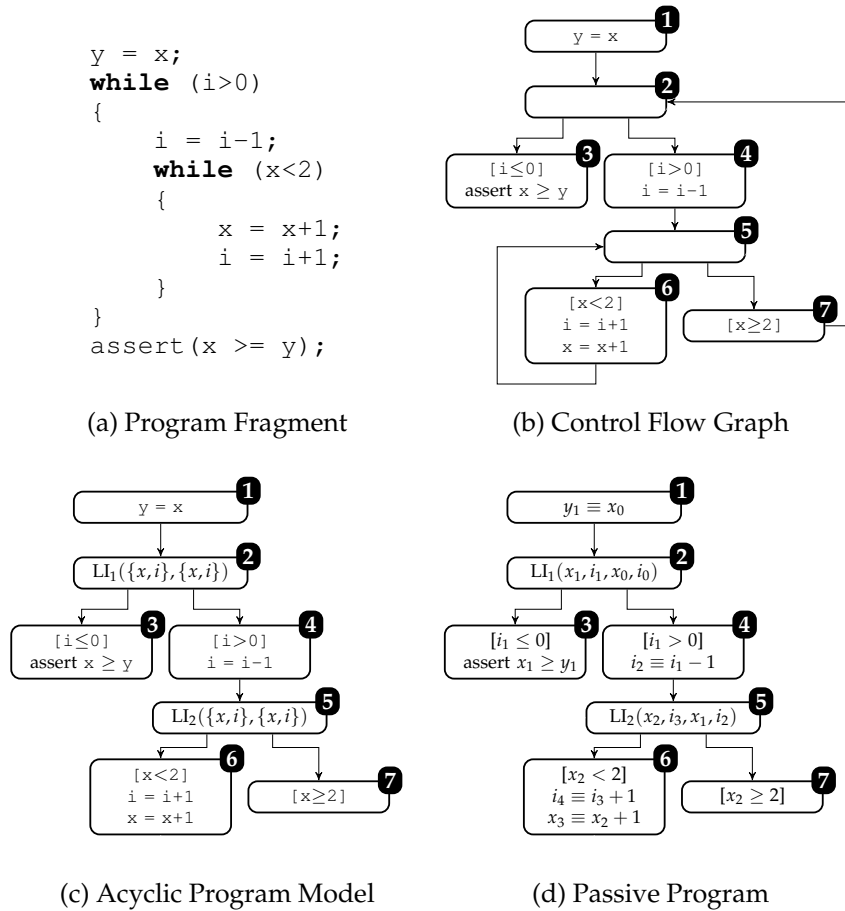 y = x;
while (i>0)
{
i = i-1;
while (x<2)
{
x = x+1;
i = i+1;
}
}
assert(x >= y);
(a) Program Fragment
1
y = x
2
3
[i≤0]
assert x ≥ y
4
[i>0]
i = i-1
5
6
[x<2]
i = i+1
x = x+1
7
[x≥2]
(b) Control Flow Graph
1
y = x
2
LI₁({x,i},{x,i})
3
[i≤0]
assert x ≥ y
4
[i>0]
i = i-1
5
LI₂({x,i},{x,i})
6
[x<2]
i = i+1
x = x+1
7
[x≥2]
(c) Acyclic Program Model
1
y₁ ≡ x₀
2
LI₁(x₁,i₁,x₀,i₀)
3
[i₁ ≤ 0]
assert x₁ ≥ y₁
4
[i₁ > 0]
i₂ ≡ i₁ − 1
5
LI₂(x₂,i₃,x₁,i₂)
6
[x₂ < 2]
i₄ ≡ i₃ + 1
x₃ ≡ x₂ + 1
7
[x₂ ≥ 2]
(d) Passive Program